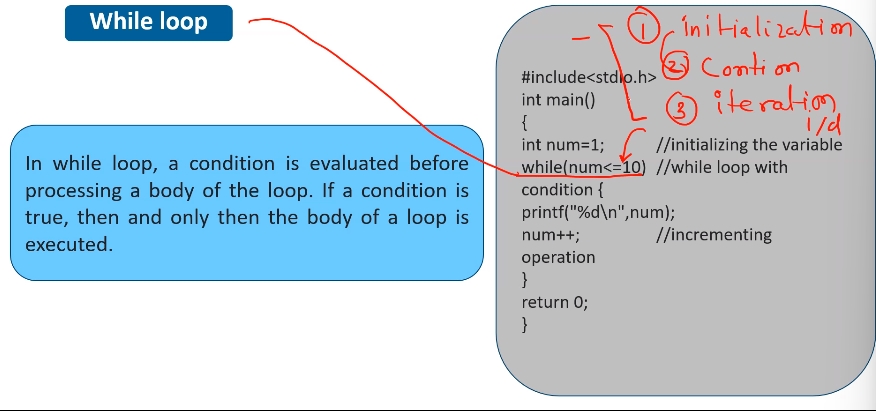 While loop
In while loop, a condition is evaluated before
processing a body of the loop. If a condition is
true, then and only then the body of a loop is
executed.
① initialization
② Contion
③ iteration
i/d
#include<stdio.h>
int main()
{
int num=1; //initializing the variable
while(num<=10) //while loop with
condition {
printf("%d\n",num);
num++; //incrementing
operation
}
return 0;
}